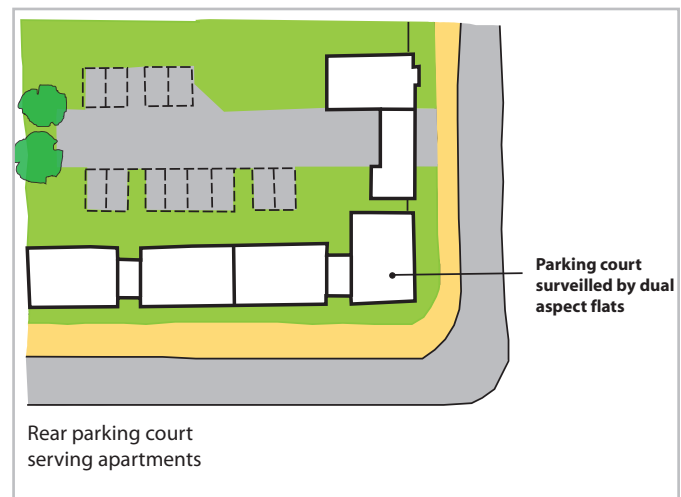 Parking court
surveilled by dual
aspect flats
Rear parking court
serving apartments